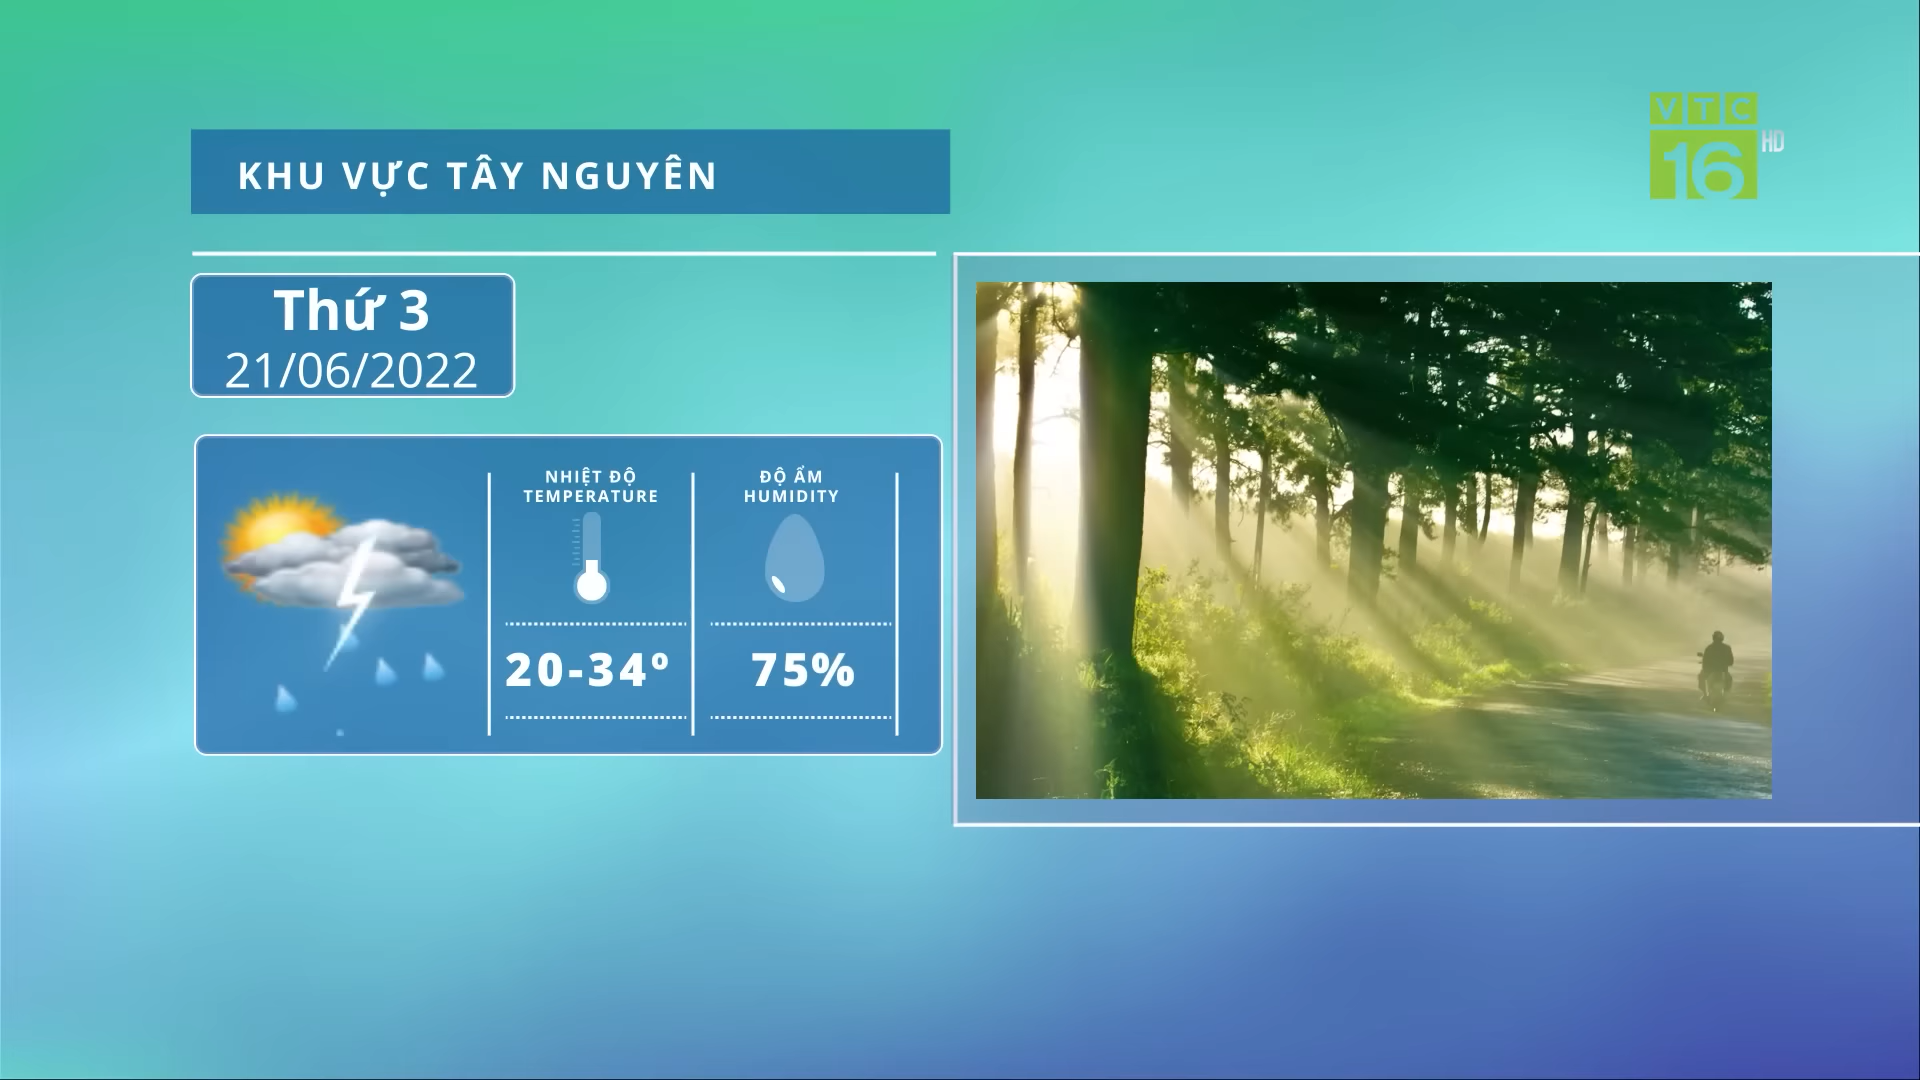 KHU VỰC TÂY NGUYÊN
VTC
16
HD
Thứ 3
21/06/2022
NHIỆT ĐỘ
TEMPERATURE
20-34º
ĐỘ ẨM
HUMIDITY
75%